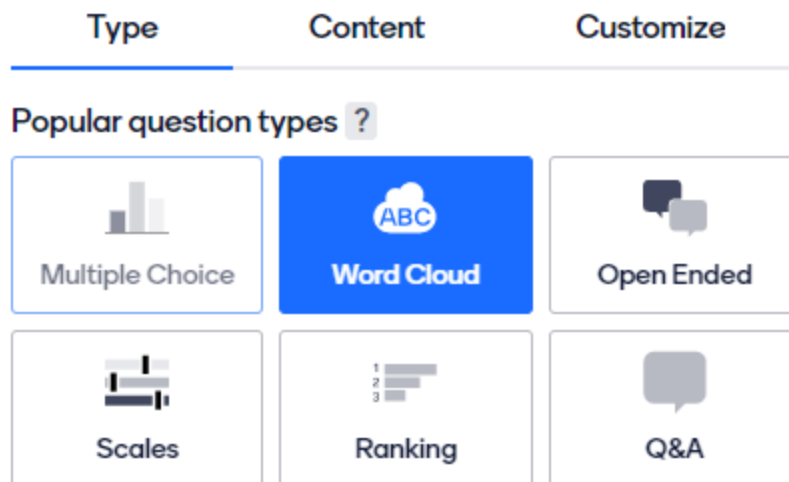 Type Content Customize
Popular question types ?
ABC
Multiple Choice Word Cloud Open Ended
1
2
3
Scales Ranking Q&A